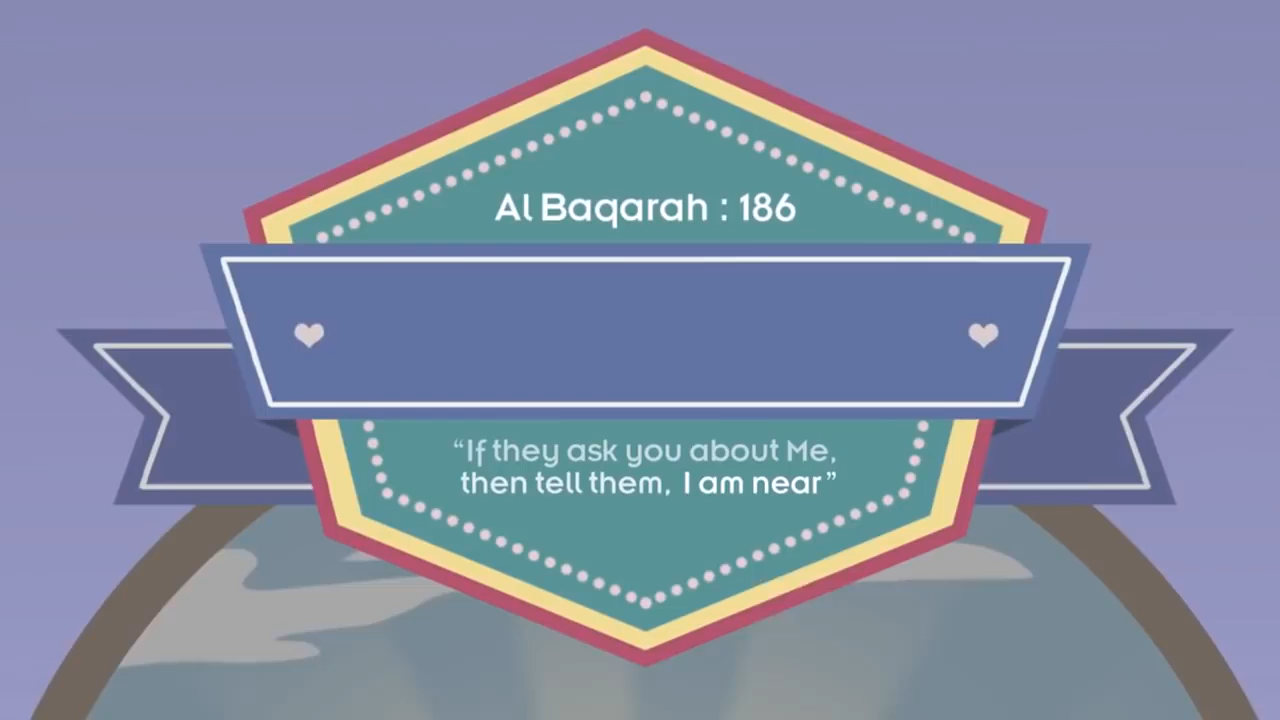 Al Baqarah : 186
“If they ask you about Me,
then tell them, I am near”